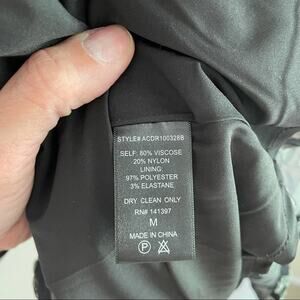 STYLE# ACDR100328B
SELF: 80% VISCOSE
20% NYLON
LINING:
97% POLYESTER
3% ELASTANE
DRY CLEAN ONLY
RN# 141397
M
MADE IN CHINA
P